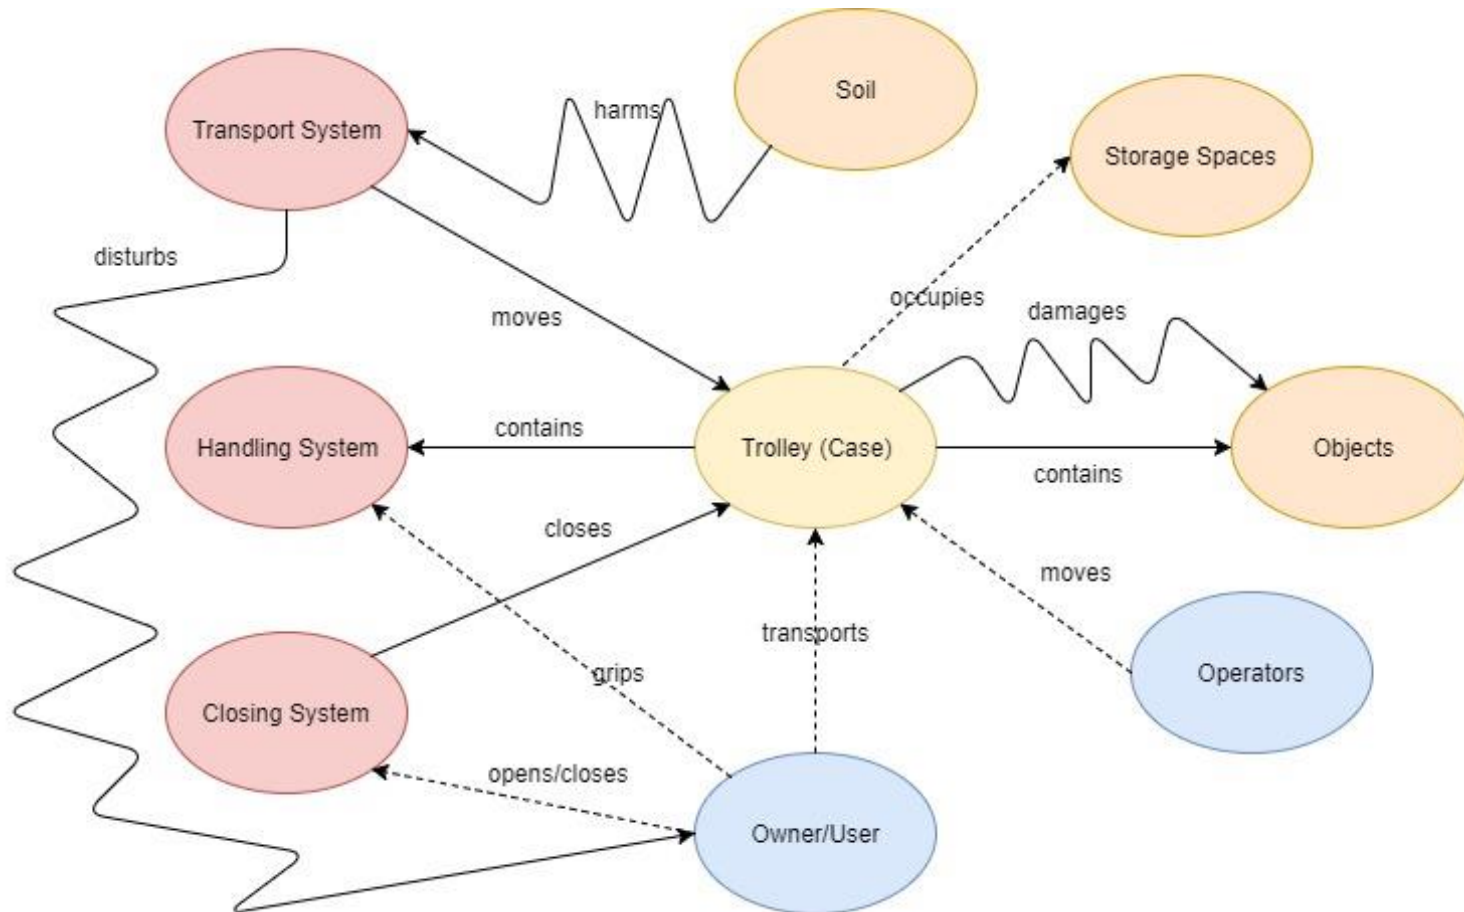 Soil
harms
Transport System
Storage Spaces
disturbs
occupies
moves
damages
contains
Handling System
Trolley (Case)
Objects
contains
closes
moves
transports
grips
Operators
Closing System
opens/closes
Owner/User